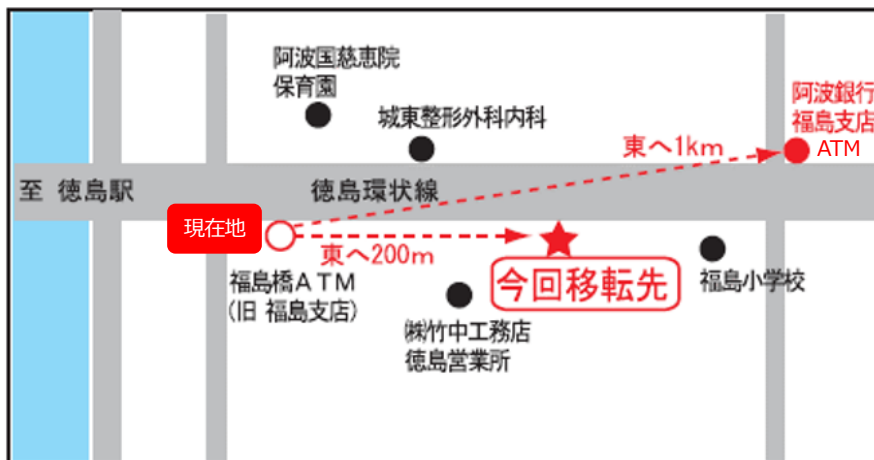 阿波国慈恵院
保育園
城東整形外科内科
阿波銀行
福島支店
ATM
東へ1km
至 徳島駅
徳島環状線
現在地
東へ200m
福島橋ATM
(旧 福島支店)
今回移転先
福島小学校
㈱竹中工務店
徳島営業所